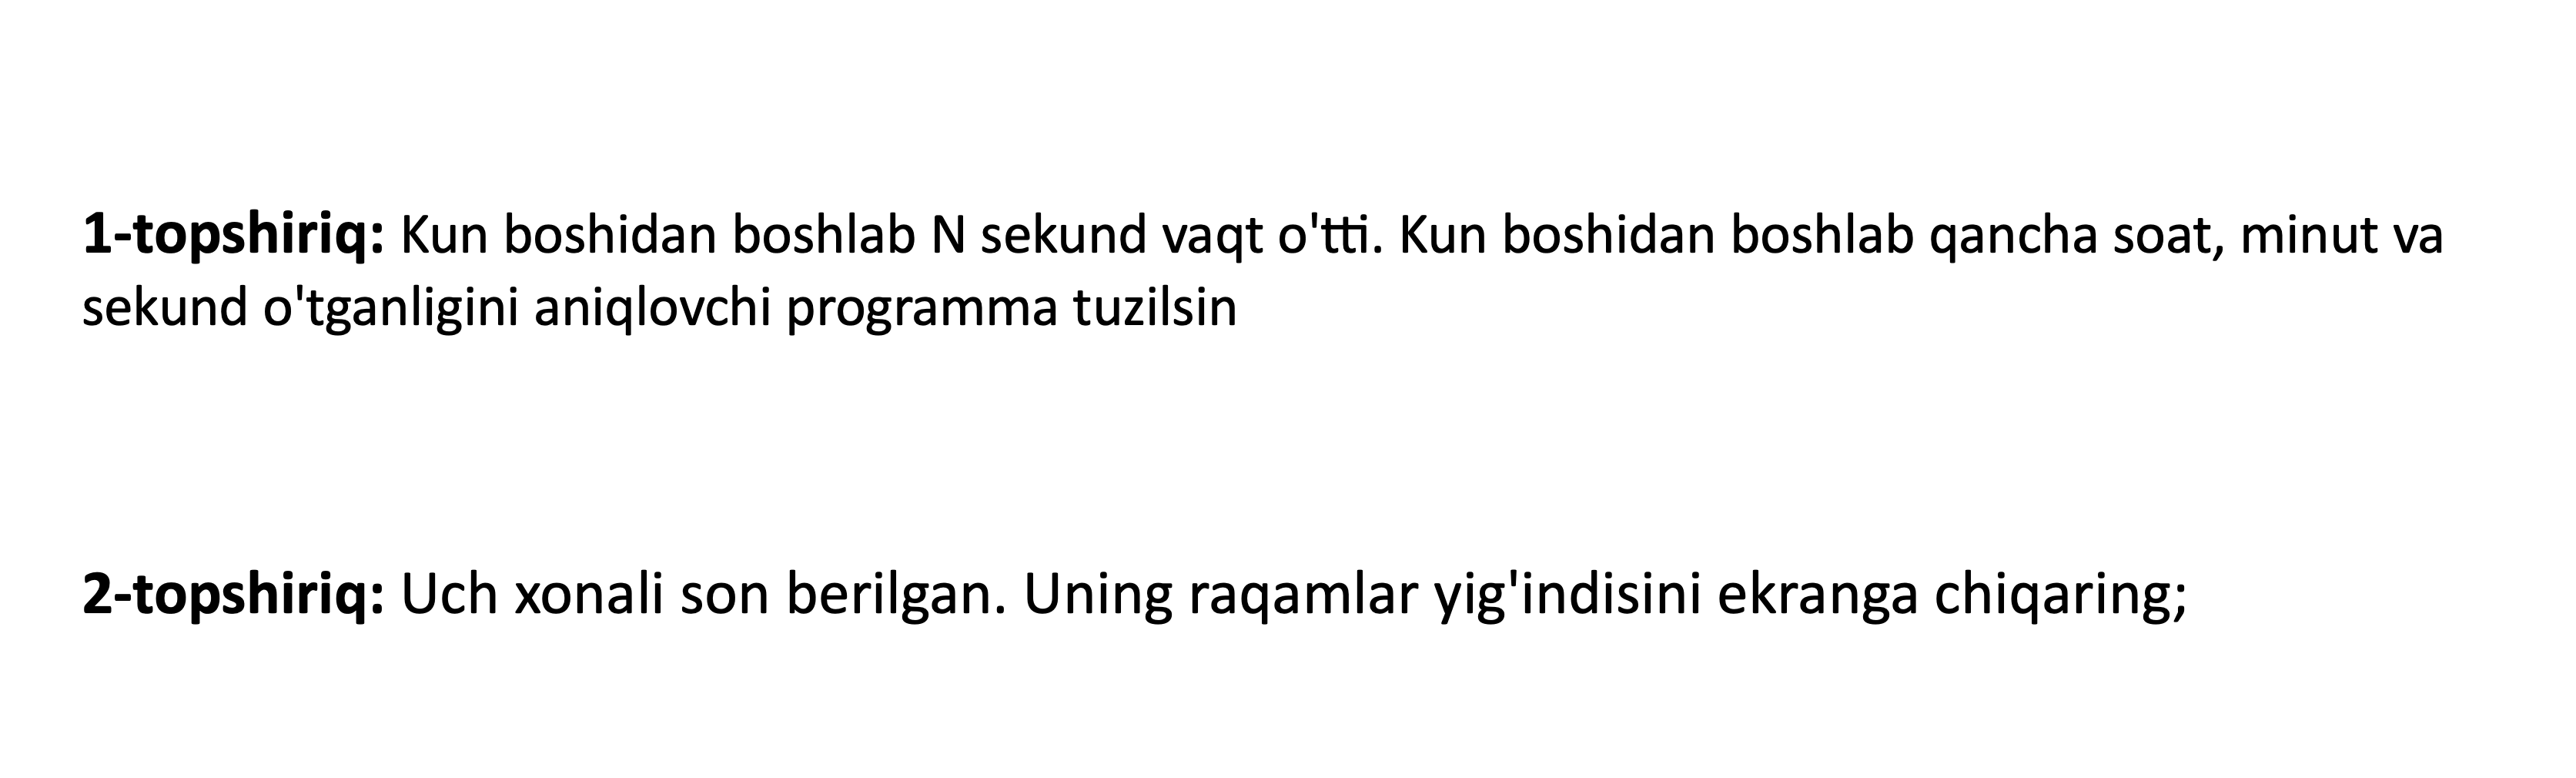 1-topshiriq: Kun boshidan boshlab N sekund vaqt o'tti. Kun boshidan boshlab qancha soat, minut va
sekund o'tganligini aniqlovchi programma tuzilsin
2-topshiriq: Uch xonali son berilgan. Uning raqamlar yig'indisini ekranga chiqaring;